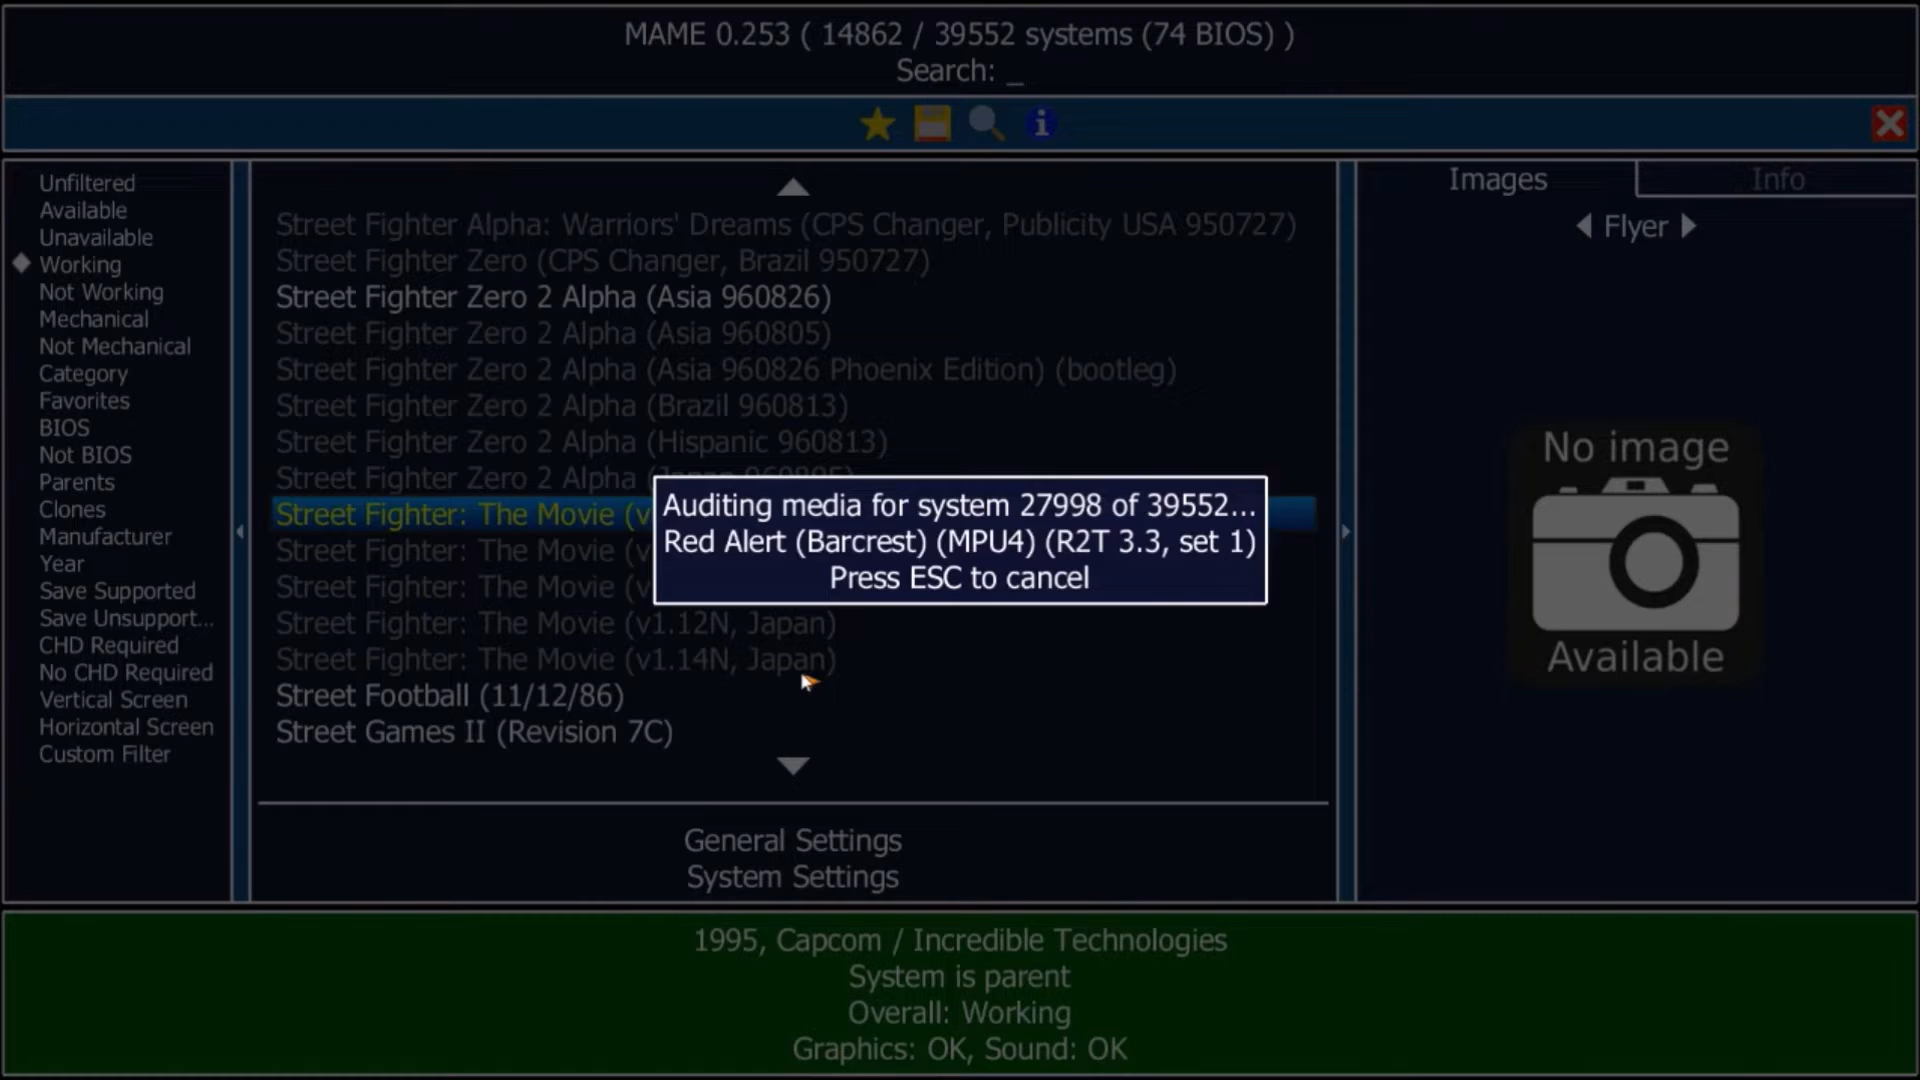 MAME 0.253 ( 14862 / 39552 systems (74 BIOS) )
Search: _
Unfiltered
Available
Unavailable
Working
Not Working
Mechanical
Not Mechanical
Category
Favorites
BIOS
Not BIOS
Parents
Clones
Manufacturer
Year
Save Supported
Save Unsupport...
CHD Required
No CHD Required
Vertical Screen
Horizontal Screen
Custom Filter
Street Fighter Alpha: Warriors' Dreams (CPS Changer, Publicity USA 950727)
Street Fighter Zero (CPS Changer, Brazil 950727)
Street Fighter Zero 2 Alpha (Asia 960826)
Street Fighter Zero 2 Alpha (Asia 960805)
Street Fighter Zero 2 Alpha (Asia 960826 Phoenix Edition) (bootleg)
Street Fighter Zero 2 Alpha (Brazil 960813)
Street Fighter Zero 2 Alpha (Hispanic 960813)
Street Fighter Zero 2 Alpha (Japan 960805)
Street Fighter: The Movie (v
Street Fighter: The Movie (v
Street Fighter: The Movie (v
Street Fighter: The Movie (v1.12N, Japan)
Street Fighter: The Movie (v1.14N, Japan)
Street Football (11/12/86)
Street Games II (Revision 7C)
Auditing media for system 27998 of 39552...
Red Alert (Barcrest) (MPU4) (R2T 3.3, set 1)
Press ESC to cancel
General Settings
System Settings
Images
Info
Flyer
No image
Available
1995, Capcom / Incredible Technologies
System is parent
Overall: Working
Graphics: OK, Sound: OK